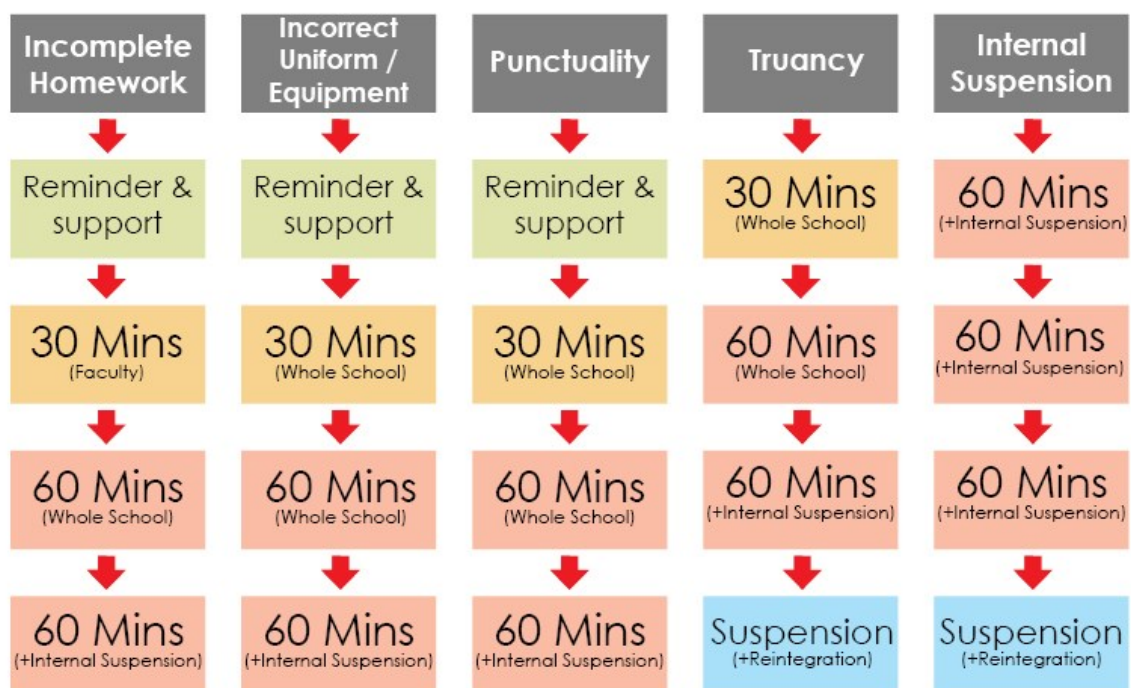 Incomplete
Homework
Incorrect
Uniform /
Equipment
Punctuality
Truancy
Internal
Suspension
Reminder &
support
Reminder &
support
Reminder &
support
30 Mins
(Whole School)
60 Mins
(+Internal Suspension)
30 Mins
(Faculty)
30 Mins
(Whole School)
30 Mins
(Whole School)
60 Mins
(Whole School)
60 Mins
(+Internal Suspension)
60 Mins
(Whole School)
60 Mins
(Whole School)
60 Mins
(Whole School)
60 Mins
(+Internal Suspension)
60 Mins
(+Internal Suspension)
60 Mins
(+Internal Suspension)
60 Mins
(+Internal Suspension)
60 Mins
(+Internal Suspension)
Suspension
(+Reintegration)
Suspension
(+Reintegration)